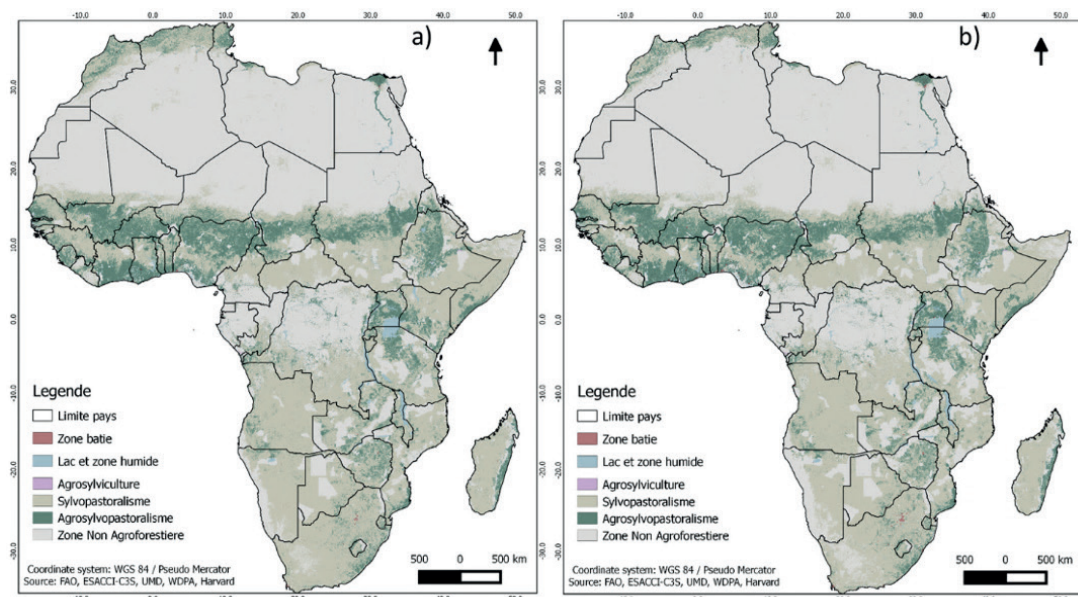 -10.0 0.0 10.0 20.0 30.0 40.0 50.0
a)
30.0
20.0
10.0
0.0
-10.0
-20.0
-30.0
Legende
Limite pays
Zone batie
Lac et zone humide
Agrosylviculture
Sylvopastoralisme
Agrosylvopastoralisme
Zone Non Agroforestiere
500 0 500 km
Coordinate system: WGS 84 / Pseudo Mercator
Source: FAO, ESACCI-C3S, UMD, WDPA, Harvard
-10.0 0.0 10.0 20.0 30.0 40.0 50.0
b)
30.0
20.0
10.0
0.0
-10.0
-20.0
-30.0
Legende
Limite pays
Zone batie
Lac et zone humide
Agrosylviculture
Sylvopastoralisme
Agrosylvopastoralisme
Zone Non Agroforestiere
500 0 500 km
Coordinate system: WGS 84 / Pseudo Mercator
Source: FAO, ESACCI-C3S, UMD, WDPA, Harvard